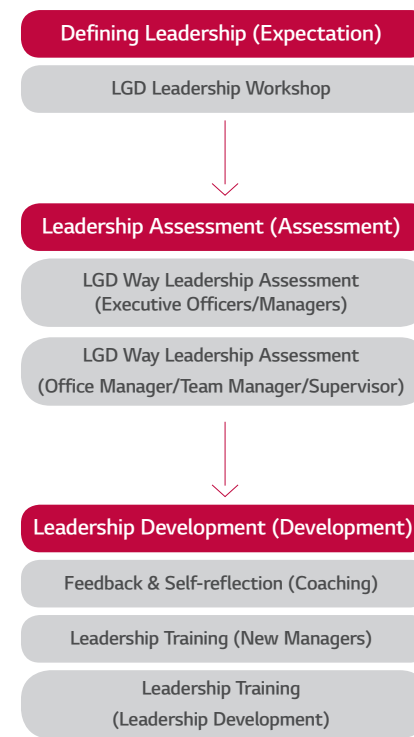 Defining Leadership (Expectation)
LGD Leadership Workshop
Leadership Assessment (Assessment)
LGD Way Leadership Assessment
(Executive Officers/Managers)
LGD Way Leadership Assessment
(Office Manager/Team Manager/Supervisor)
Leadership Development (Development)
Feedback & Self-reflection (Coaching)
Leadership Training (New Managers)
Leadership Training
(Leadership Development)